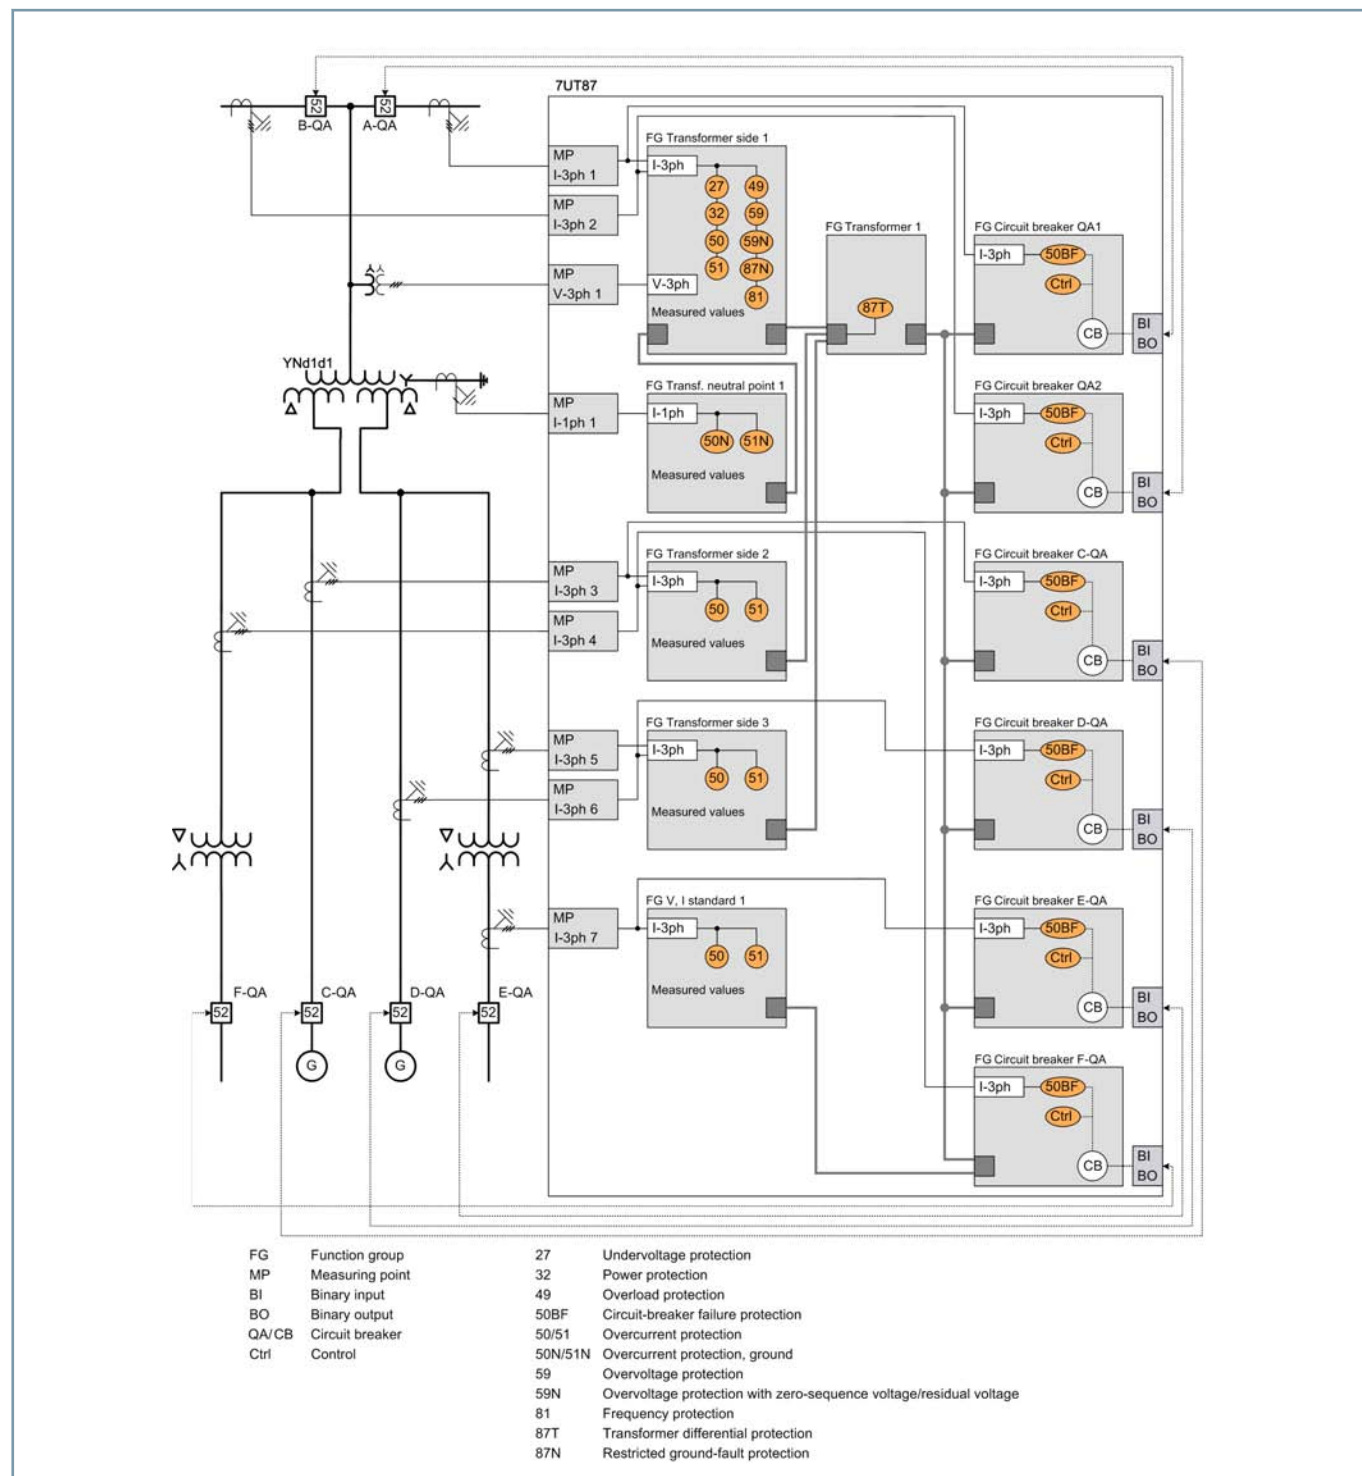 7UT87
52
52
B-QA
A-QA
MP
I-3ph 1
MP
I-3ph 2
MP
V-3ph 1
FG Transformer side 1
I-3ph
27
49
32
59
50
59N
51
87N
81
V-3ph
Measured values
FG Transformer 1
87T
FG Circuit breaker QA1
I-3ph
50BF
Ctrl
CB
BI
BO
YNd1d1
MP
I-1ph 1
FG Transf. neutral point 1
I-1ph
50N
51N
Measured values
FG Circuit breaker QA2
I-3ph
50BF
Ctrl
CB
BI
BO
MP
I-3ph 3
MP
I-3ph 4
FG Transformer side 2
I-3ph
50
51
Measured values
FG Circuit breaker C-QA
I-3ph
50BF
Ctrl
CB
BI
BO
MP
I-3ph 5
MP
I-3ph 6
FG Transformer side 3
I-3ph
50
51
Measured values
FG Circuit breaker D-QA
I-3ph
50BF
Ctrl
CB
BI
BO
MP
I-3ph 7
FG V, I standard 1
I-3ph
50
51
Measured values
FG Circuit breaker E-QA
I-3ph
50BF
Ctrl
CB
BI
BO
F-QA
C-QA
D-QA
E-QA
52
52
52
52
G
G
FG Circuit breaker F-QA
I-3ph
50BF
Ctrl
CB
BI
BO
FG Function group
MP Measuring point
BI Binary input
BO Binary output
QA/CB Circuit breaker
Ctrl Control
27 Undervoltage protection
32 Power protection
49 Overload protection
50BF Circuit-breaker failure protection
50/51 Overcurrent protection
50N/51N Overcurrent protection, ground
59 Overvoltage protection
59N Overvoltage protection with zero-sequence voltage/residual voltage
81 Frequency protection
87T Transformer differential protection
87N Restricted ground-fault protection